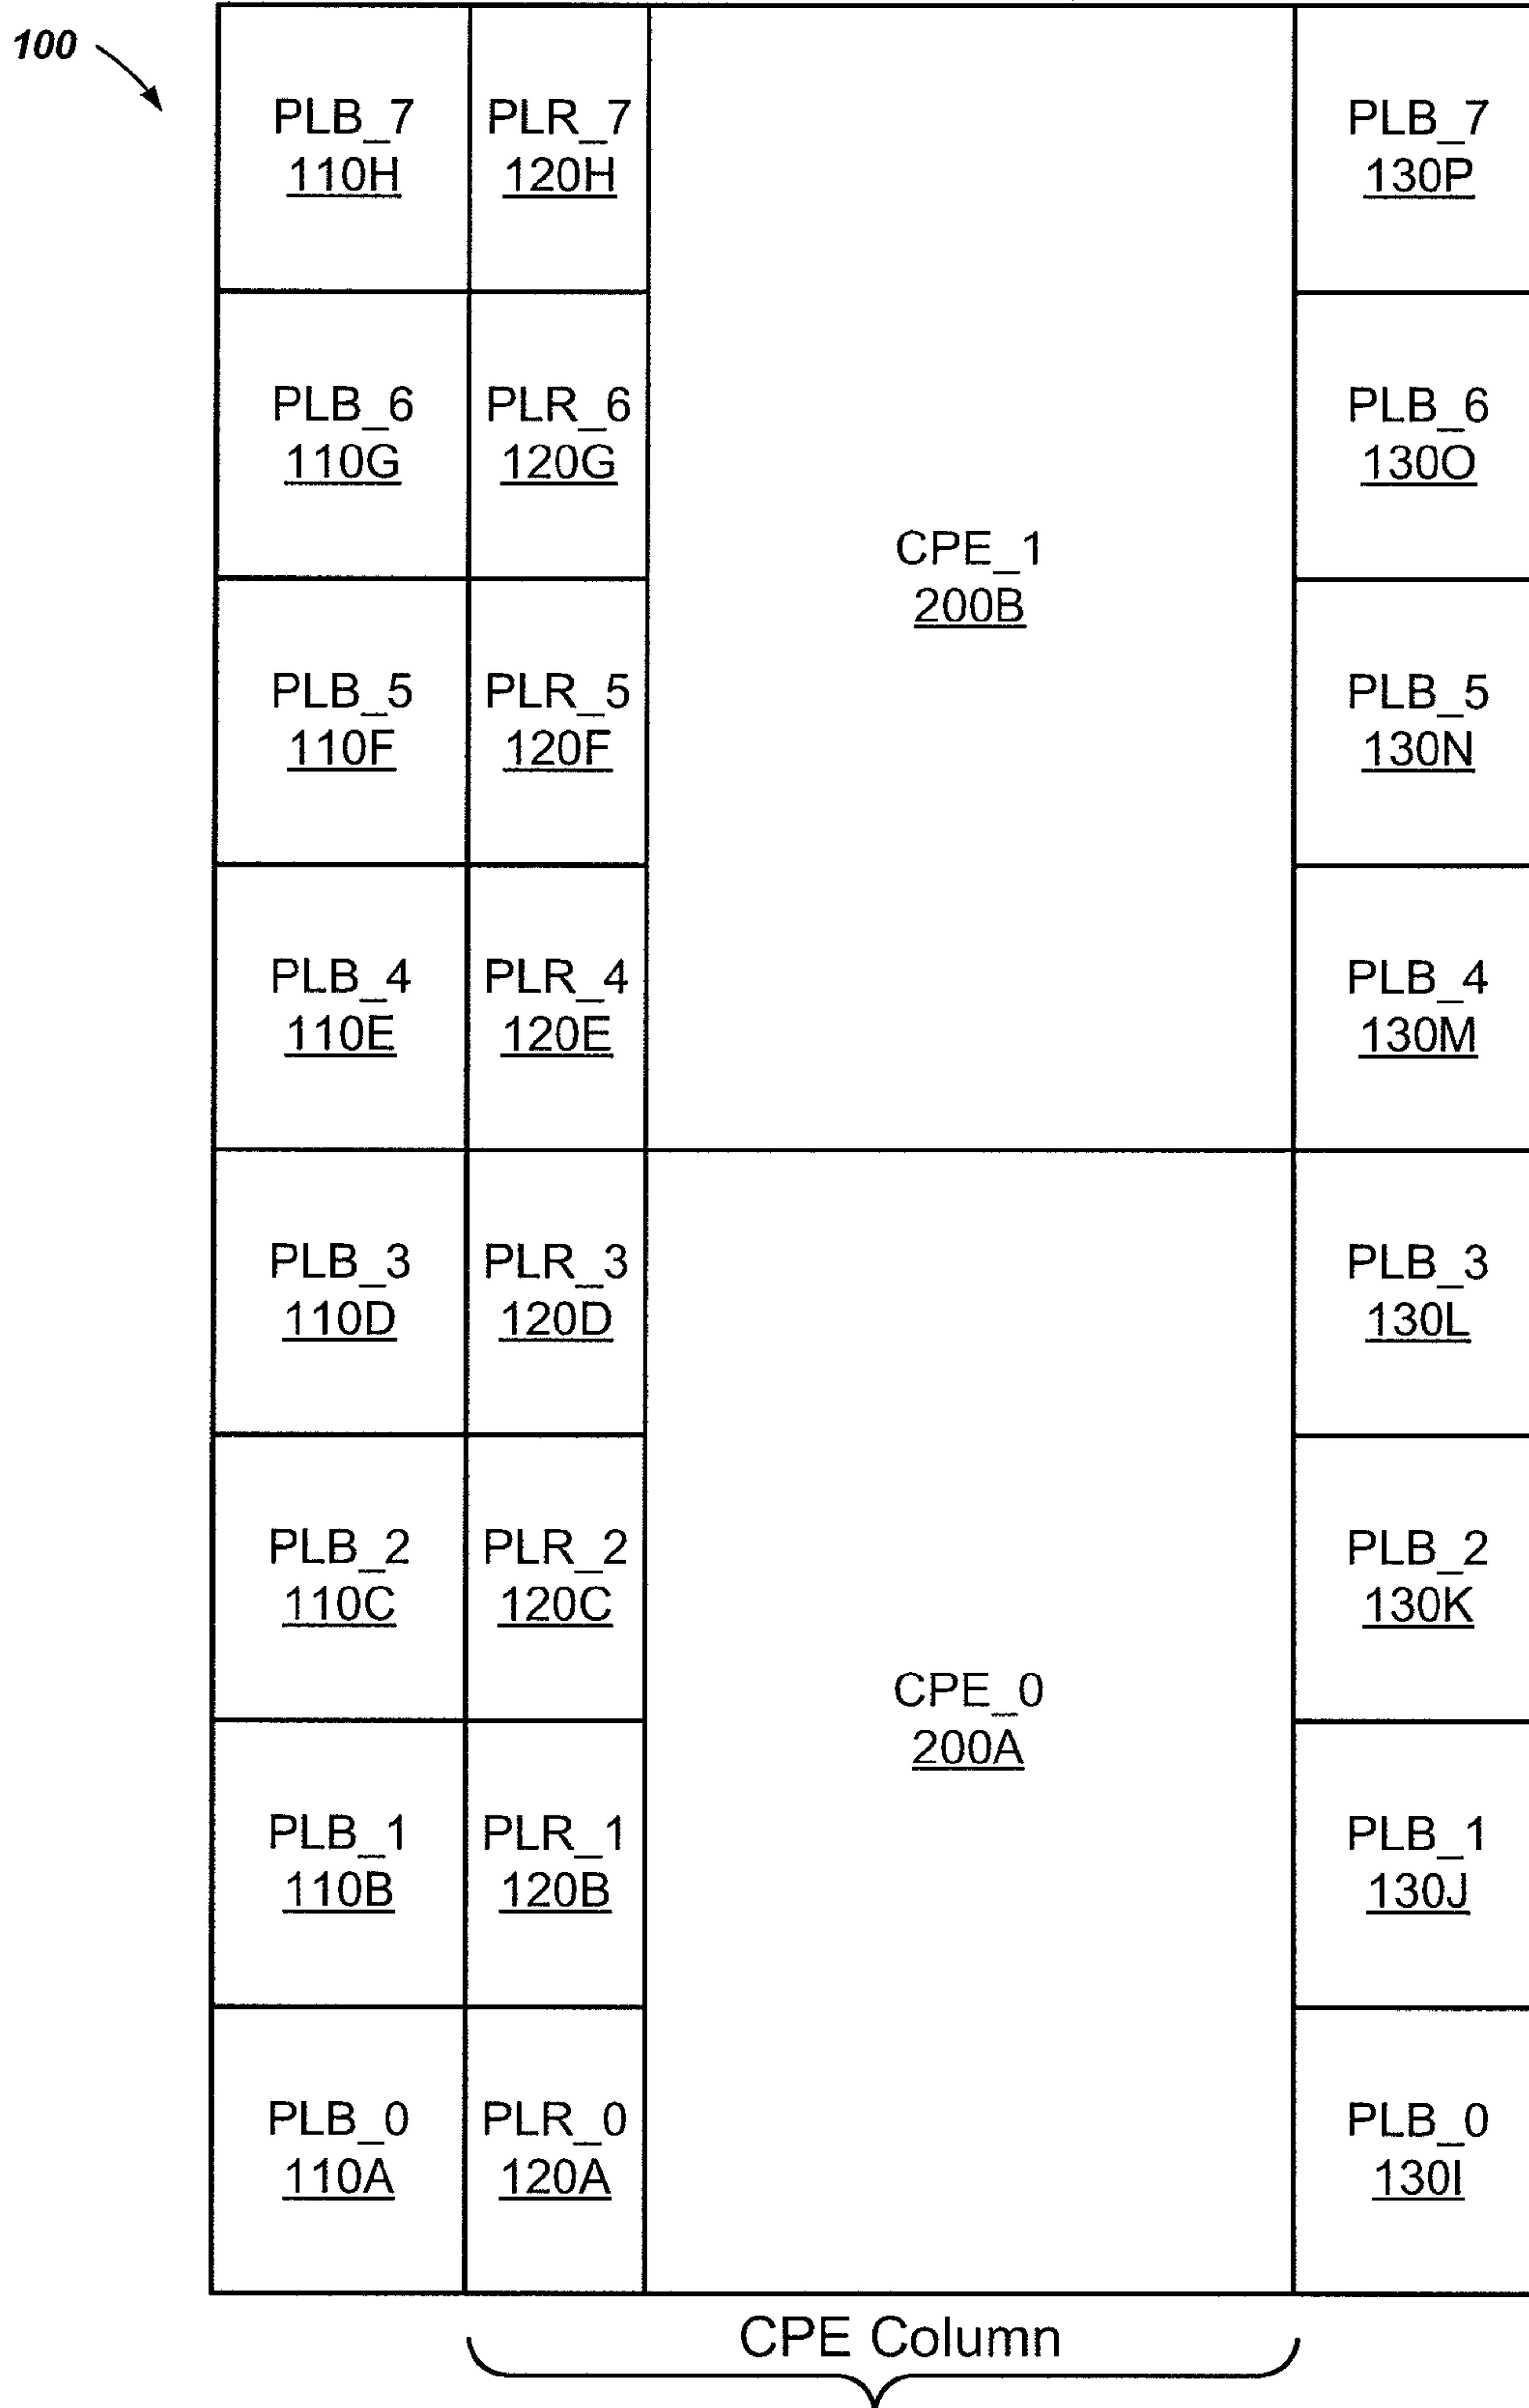 100
PLB_7
110H
PLR_7
120H
PLB_7
130P
PLB_6
110G
PLR_6
120G
PLB_6
130O
CPE_1
200B
PLB_5
110F
PLR_5
120F
PLB_5
130N
PLB_4
110E
PLR_4
120E
PLB_4
130M
PLB_3
110D
PLR_3
120D
PLB_3
130L
PLB_2
110C
PLR_2
120C
PLB_2
130K
CPE_0
200A
PLB_1
110B
PLR_1
120B
PLB_1
130J
PLB_0
110A
PLR_0
120A
PLB_0
130I
CPE Column